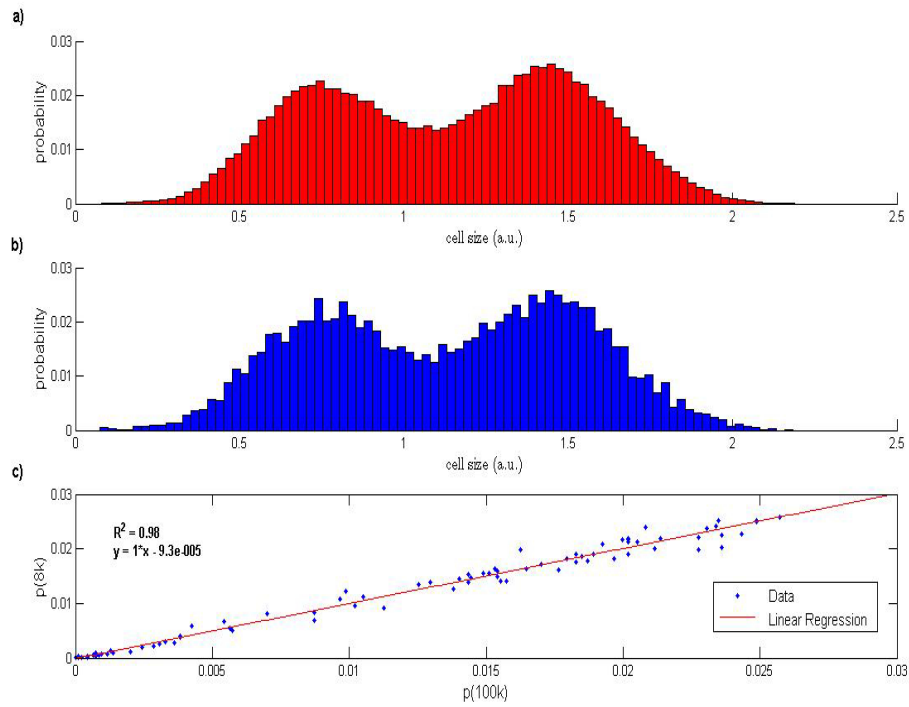 a)
0.03
0.02
0.01
0
probability
0
0.5
1
1.5
2
2.5
cell size (a.u.)
b)
0.03
0.02
0.01
0
probability
0
0.5
1
1.5
2
2.5
cell size (a.u.)
c)
0.03
0.02
0.01
0
p(8k)
R² = 0.98
y = 1*x - 9.3e-005
Data
Linear Regression
0
0.005
0.01
0.015
0.02
0.025
0.03
p(100k)